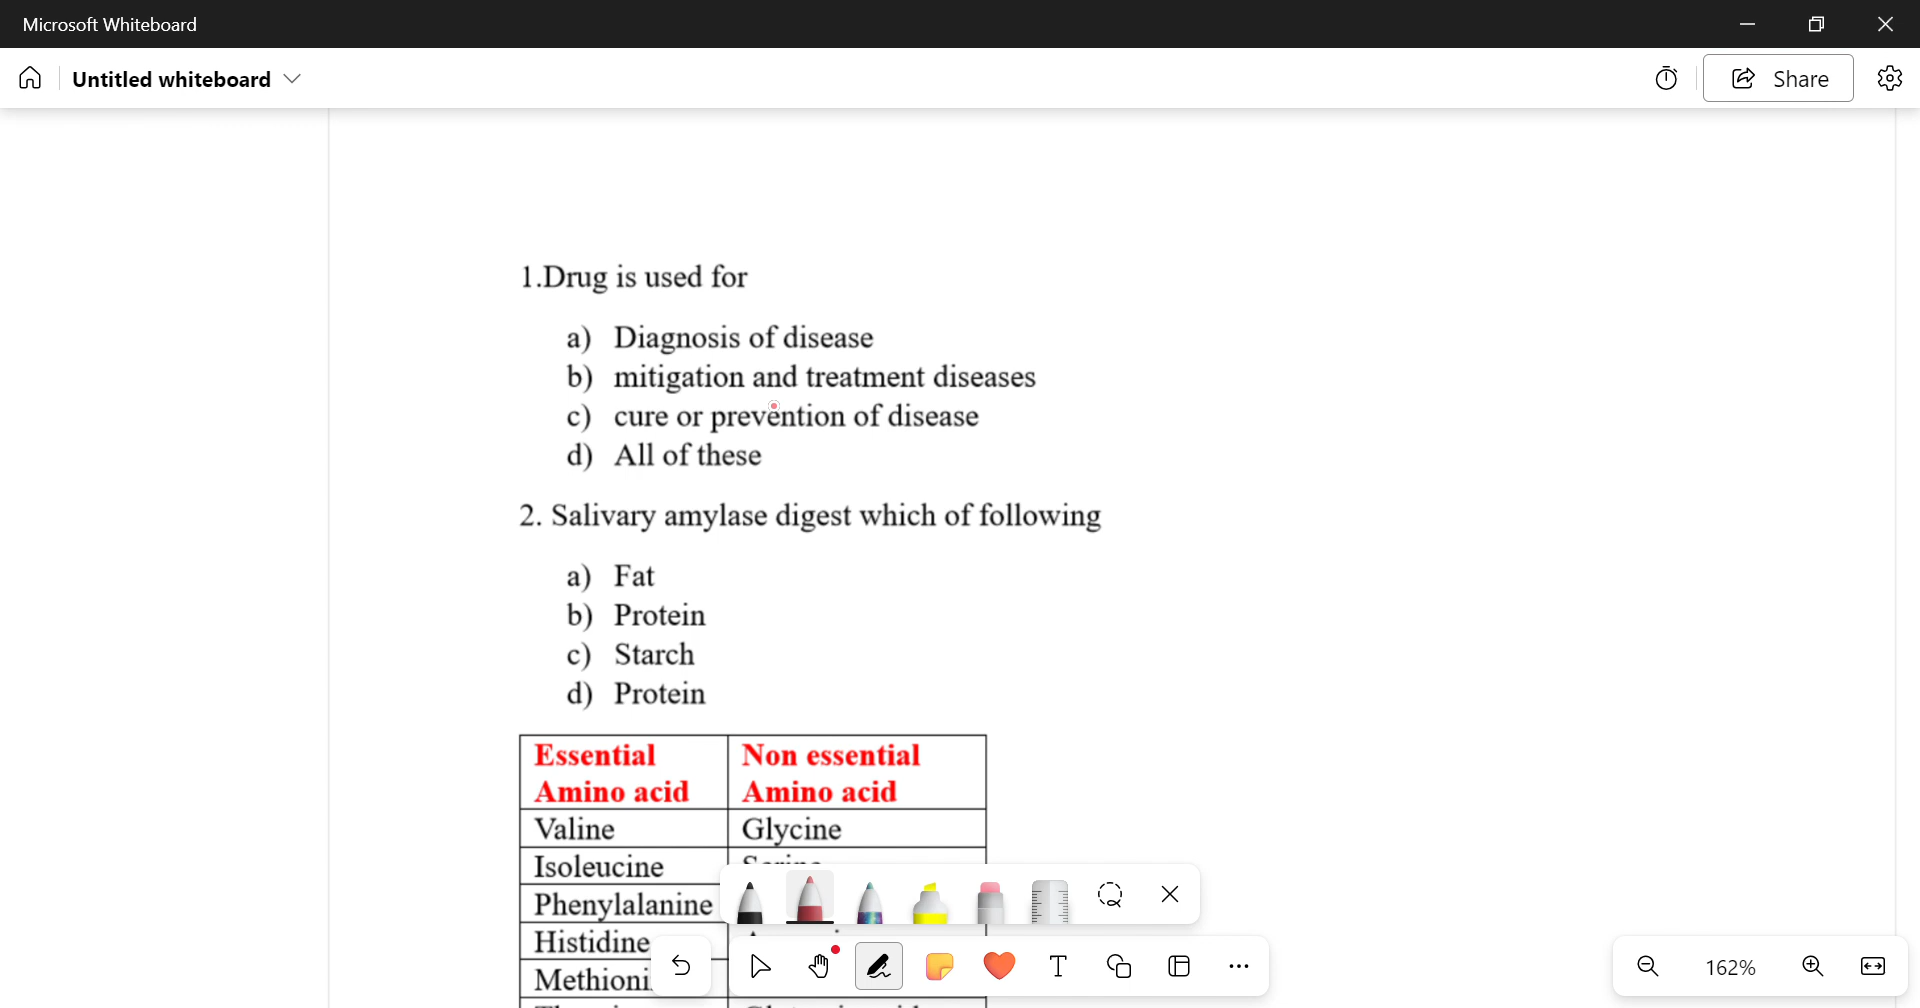 Microsoft Whiteboard
Untitled whiteboard
Share
1.Drug is used for
a) Diagnosis of disease
b) mitigation and treatment diseases
c) cure or prevention of disease
d) All of these
2. Salivary amylase digest which of following
a) Fat
b) Protein
c) Starch
d) Protein
Essential Amino acid Non essential Amino acid
Valine Glycine
Isoleucine
Phenylalanine
Histidine
162%